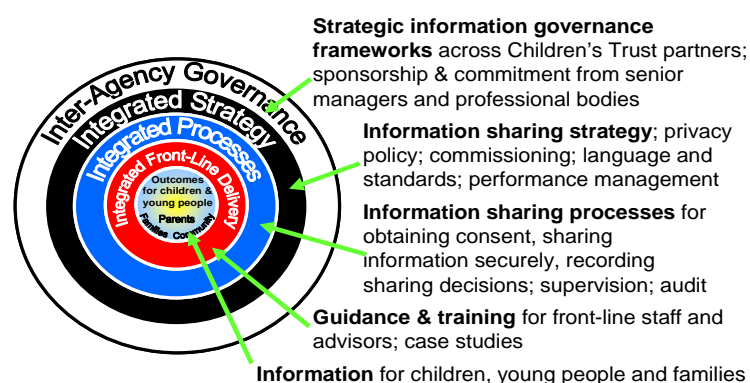 Inter-Agency Governance
Integrated Strategy
Integrated Processes
Integrated Front-Line Delivery
Outcomes
for children &
young people
Parents
Families Community
Strategic information governance
frameworks across Children's Trust partners;
sponsorship & commitment from senior
managers and professional bodies
Information sharing strategy; privacy
policy; commissioning; language and
standards; performance management
Information sharing processes for
obtaining consent, sharing
information securely, recording
sharing decisions; supervision; audit
Guidance & training for front-line staff and
advisors; case studies
Information for children, young people and families